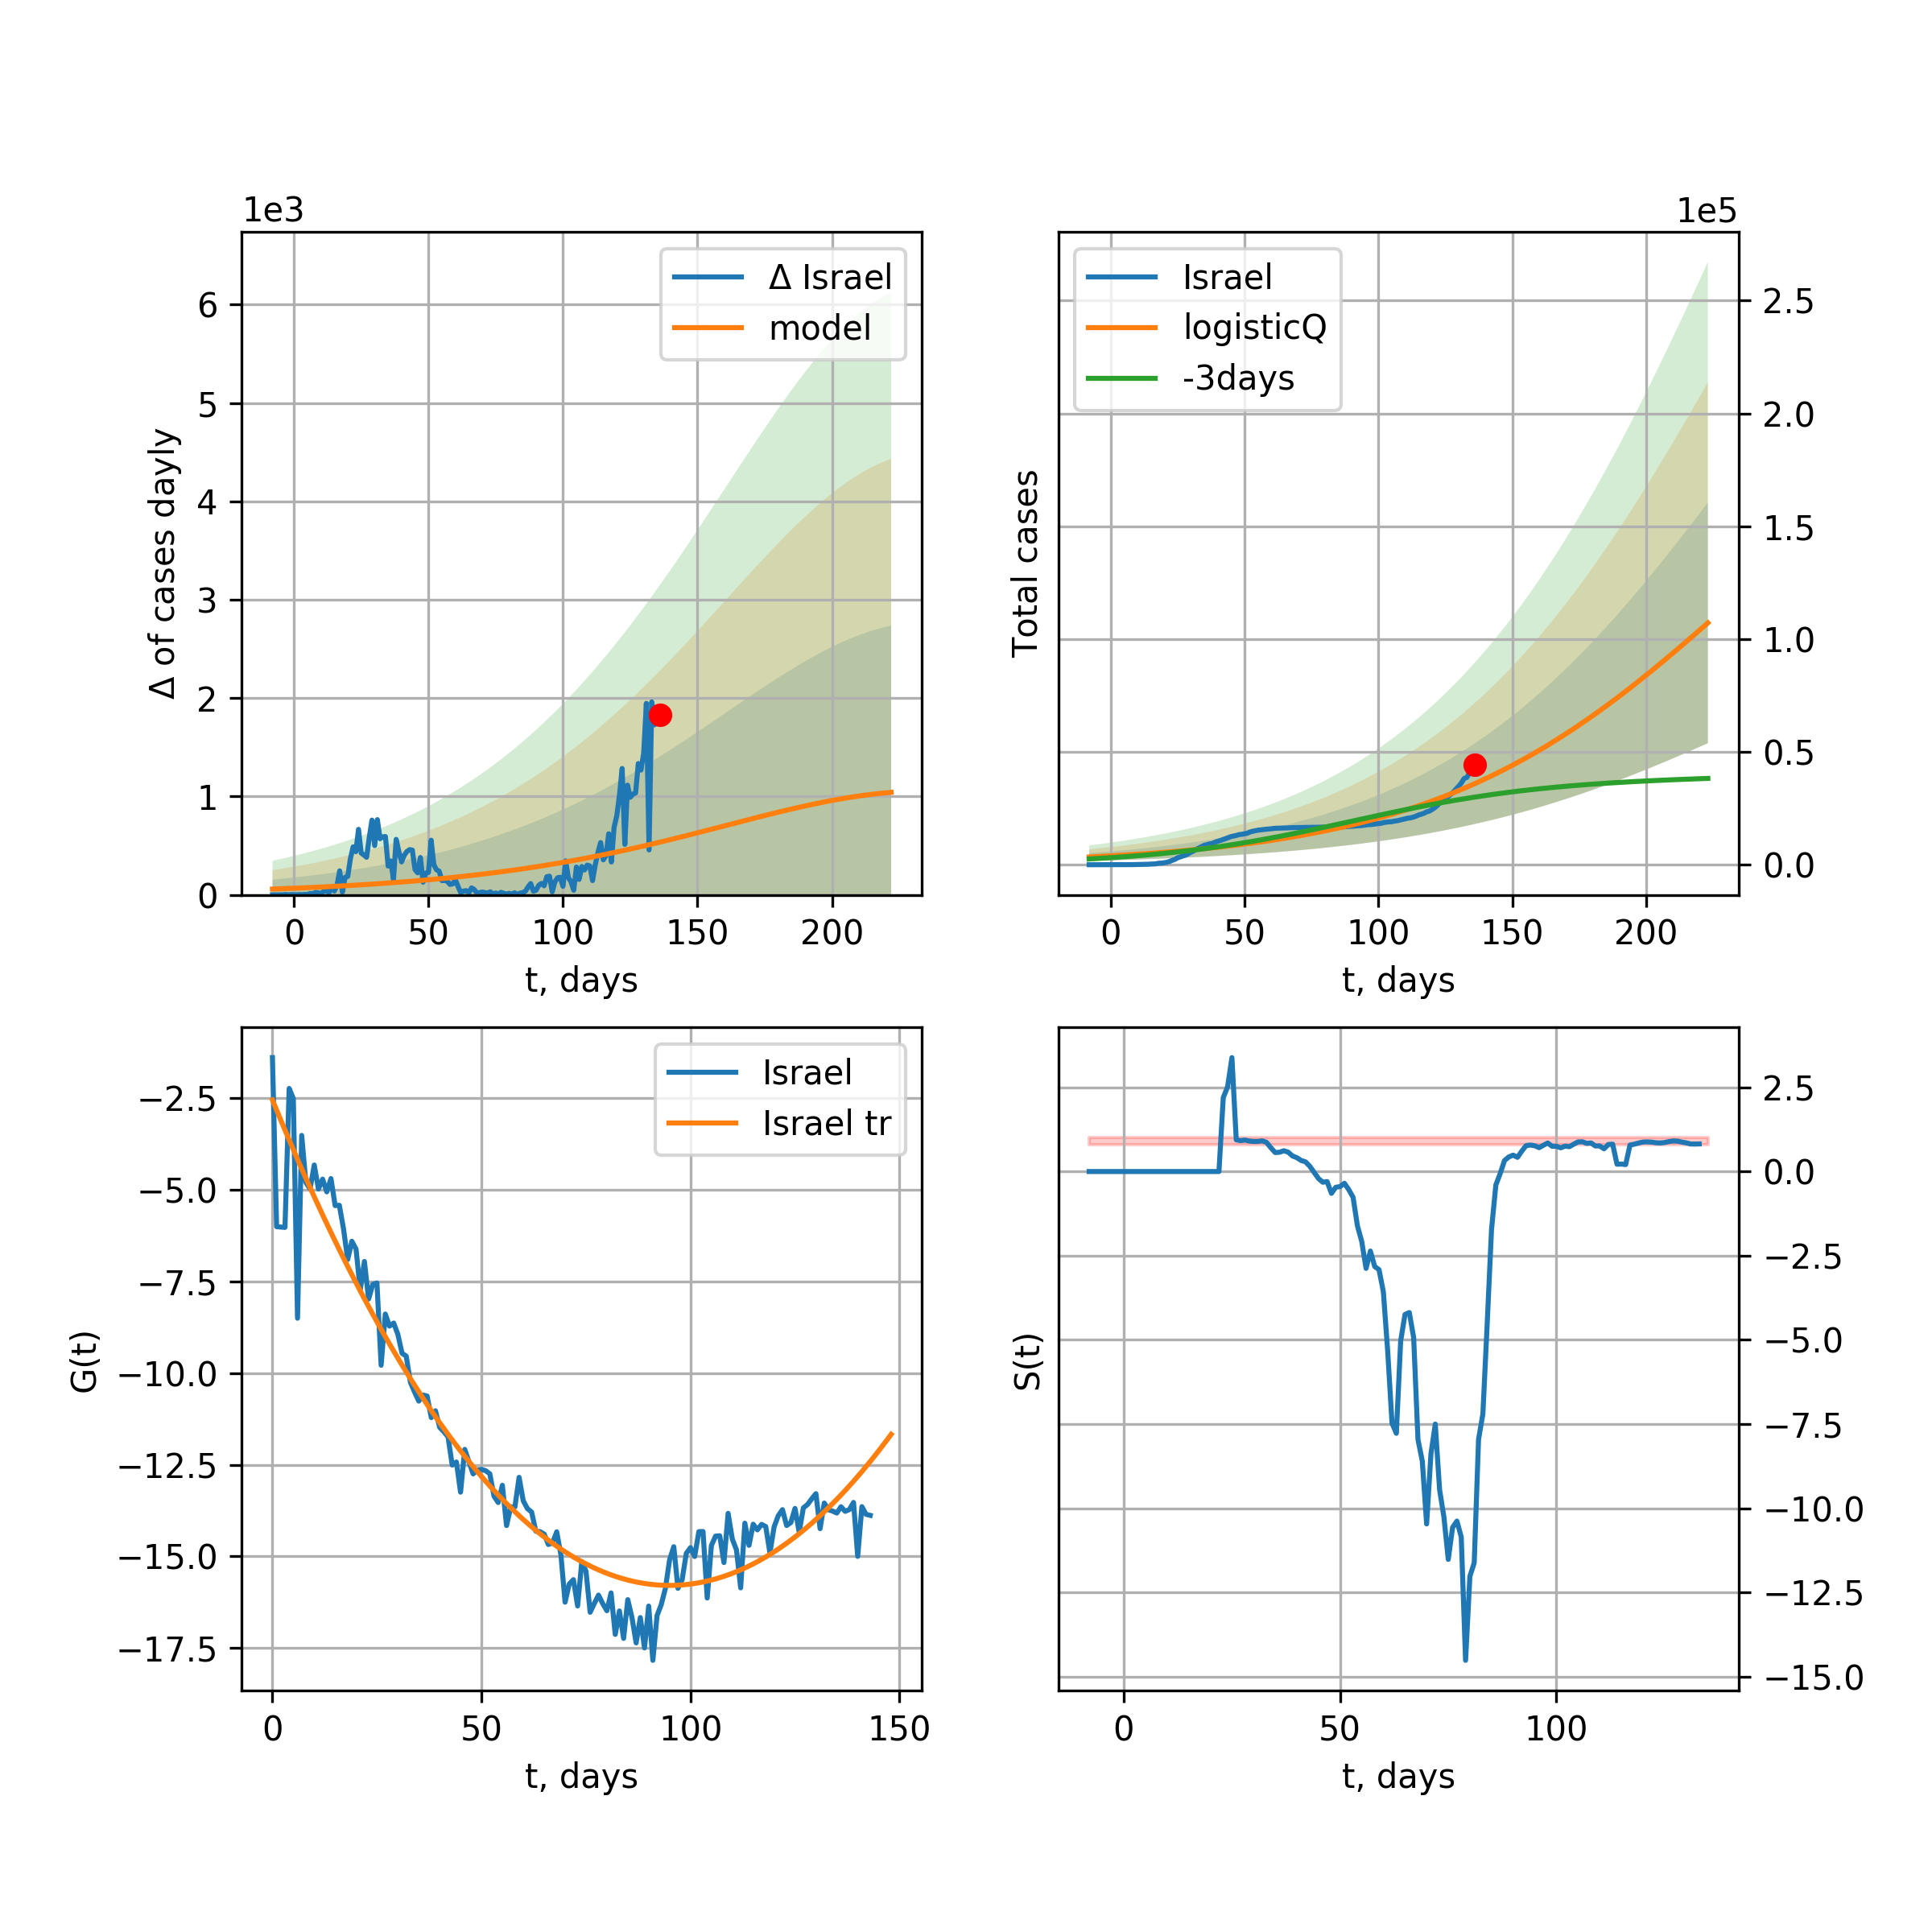 1e3
Δ Israel
model
6
5
4
3
2
1
0
Δ of cases dayly
0 50 100 150 200
t, days
1e5
Israel
logisticQ
-3days
2.5
2.0
1.5
1.0
0.5
0.0
Total cases
0 50 100 150 200
t, days
Israel
Israel tr
−2.5
−5.0
−7.5
−10.0
−12.5
−15.0
−17.5
G(t)
0 50 100 150
t, days
2.5
0.0
−2.5
−5.0
−7.5
−10.0
−12.5
−15.0
S(t)
0 50 100
t, days